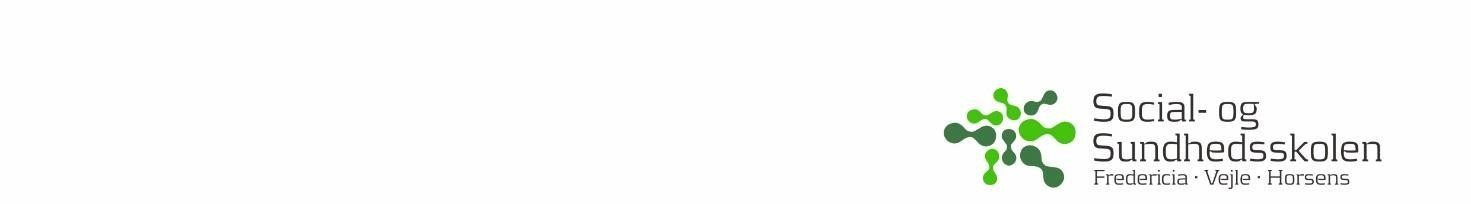 Social- og
Sundhedsskolen
Fredericia · Vejle · Horsens